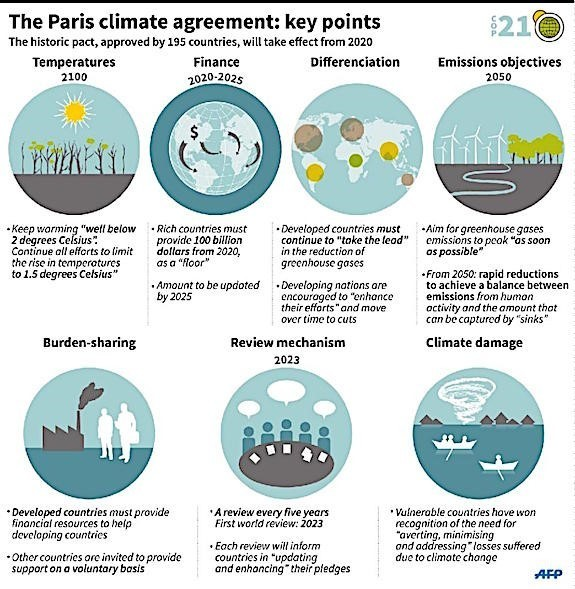 The Paris climate agreement: key points
The historic pact, approved by 195 countries, will take effect from 2020
COP 21
Temperatures
2100
$
Finance
2020-2025
Differenciation
Emissions objectives
2050
• Keep warming "well below
2 degrees Celsius".
Continue all efforts to limit
the rise in temperatures
to 1.5 degrees Celsius"
• Rich countries must
provide 100 billion
dollars from 2020,
as a "floor"
• Amount to be updated
by 2025
• Developed countries must
continue to "take the lead"
in the reduction of
greenhouse gases
• Developing nations are
encouraged to "enhance
their efforts" and move
over time to cuts
• Aim for greenhouse gases
emissions to peak "as soon
as possible"
• From 2050: rapid reductions
to achieve a balance between
emissions from human
activity and the amount that
can be captured by "sinks"
Burden-sharing
Review mechanism
2023
Climate damage
• Developed countries must provide
financial resources to help
developing countries
• Other countries are invited to provide
support on a voluntary basis
• A review every five years
First world review: 2023
• Each review will inform
countries in "updating
and enhancing" their pledges
• Vulnerable countries have won
recognition of the need for
"averting, minimising
and addressing" losses suffered
due to climate change
AFP